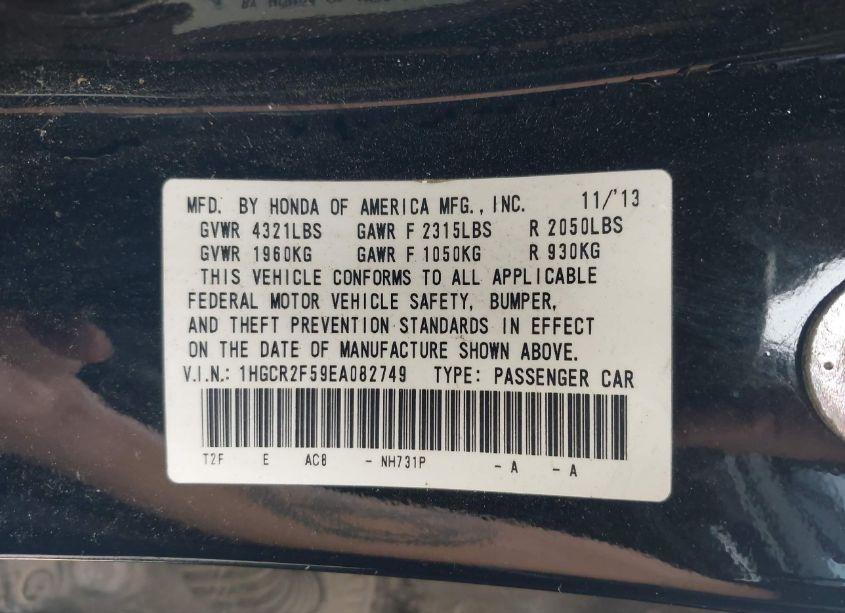 MFD. BY HONDA OF AMERICA MFG., INC. 11/'13
GVWR 4321LBS GAWR F 2315LBS R 2050LBS
GVWR 1960KG GAWR F 1050KG R 930KG
THIS VEHICLE CONFORMS TO ALL APPLICABLE
FEDERAL MOTOR VEHICLE SAFETY, BUMPER,
AND THEFT PREVENTION STANDARDS IN EFFECT
ON THE DATE OF MANUFACTURE SHOWN ABOVE.
V.I.N.: 1HGCR2F59EA082749 TYPE: PASSENGER CAR
T2F E AC8 - NH731P - A - A